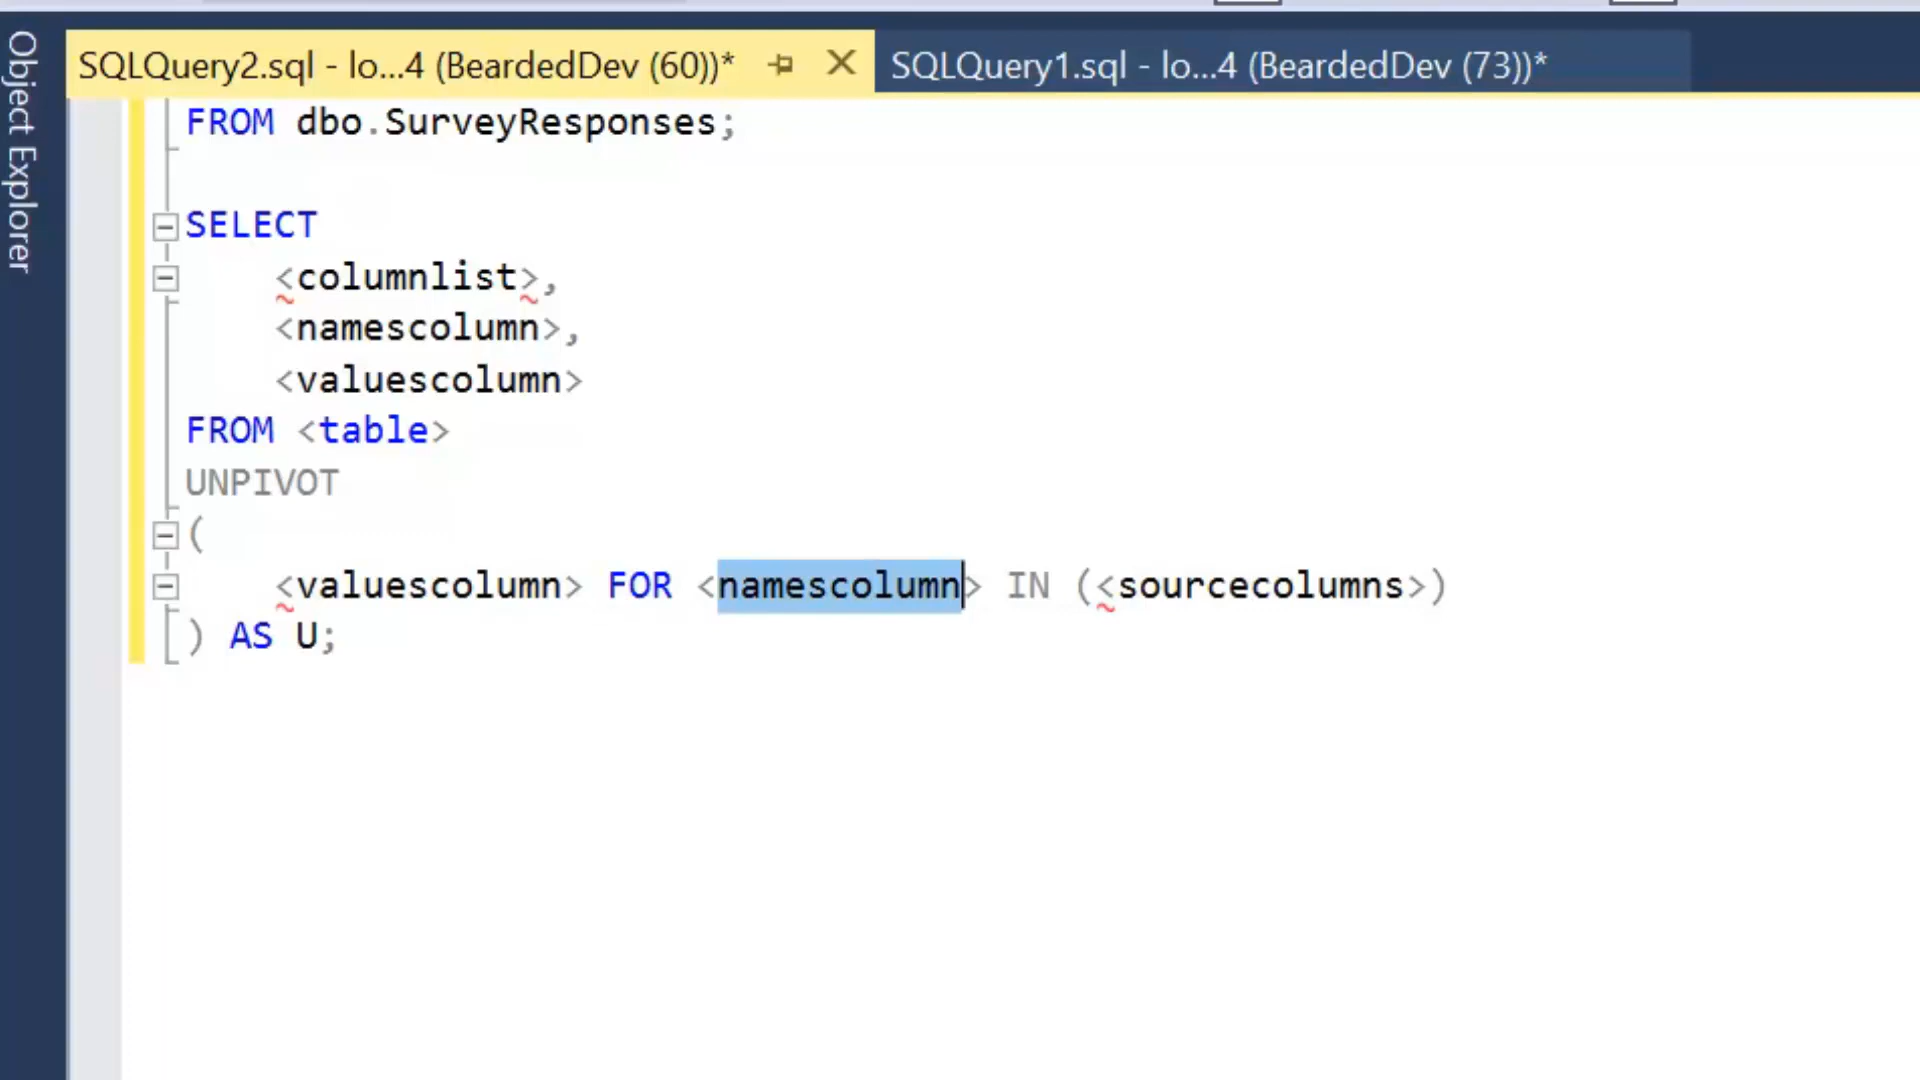 Object Explorer
SQLQuery2.sql - lo...4 (BeardedDev (60))*
SQLQuery1.sql - lo...4 (BeardedDev (73))*
FROM dbo.SurveyResponses;
SELECT
<columnlist>,
<namescolumn>,
<valuescolumn>
FROM <table>
UNPIVOT
(
<valuescolumn> FOR <namescolumn> IN (<sourcecolumns>)
) AS U;